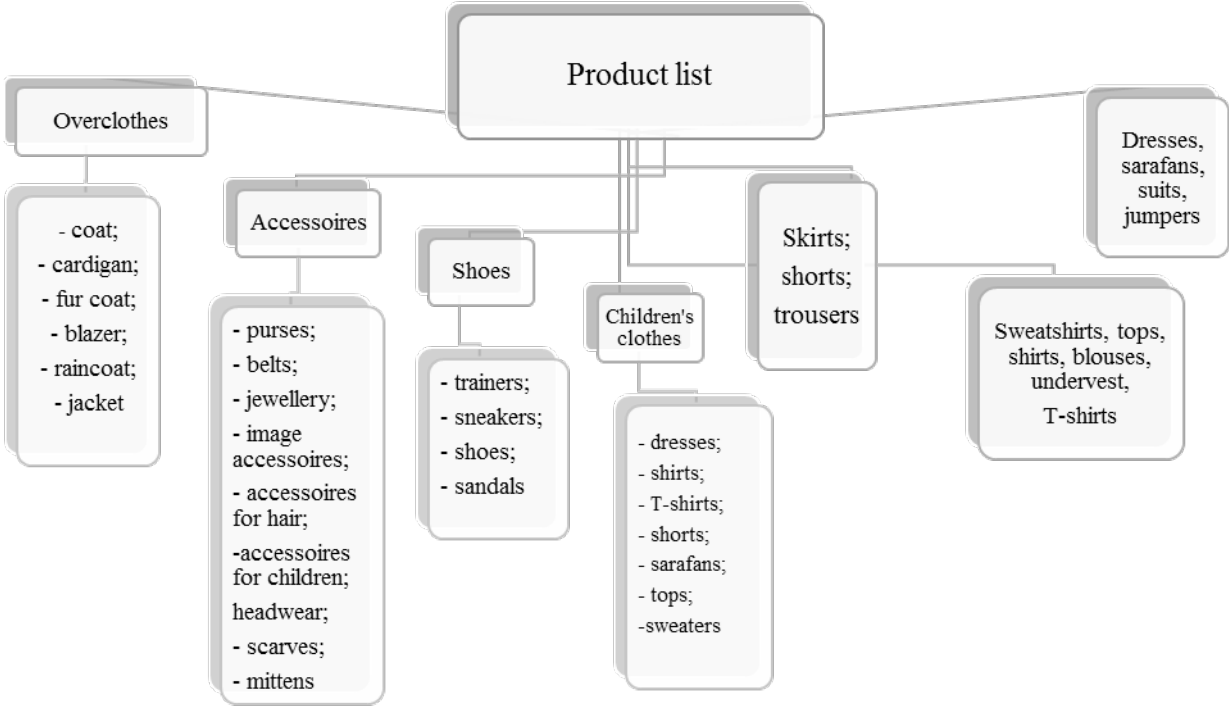 Product list
Overclothes
- coat;
- cardigan;
- fur coat;
- blazer;
- raincoat;
- jacket
Accessoires
- purses;
- belts;
- jewellery;
- image
accessoires;
- accessoires
for hair;
-accessoires
for children;
headwear;
- scarves;
- mittens
Shoes
- trainers;
- sneakers;
- shoes;
- sandals
Children's
clothes
- dresses;
- shirts;
- T-shirts;
- shorts;
- sarafans;
- tops;
-sweaters
Skirts;
shorts;
trousers
Sweatshirts, tops,
shirts, blouses,
undervest,
T-shirts
Dresses,
sarafans,
suits,
jumpers